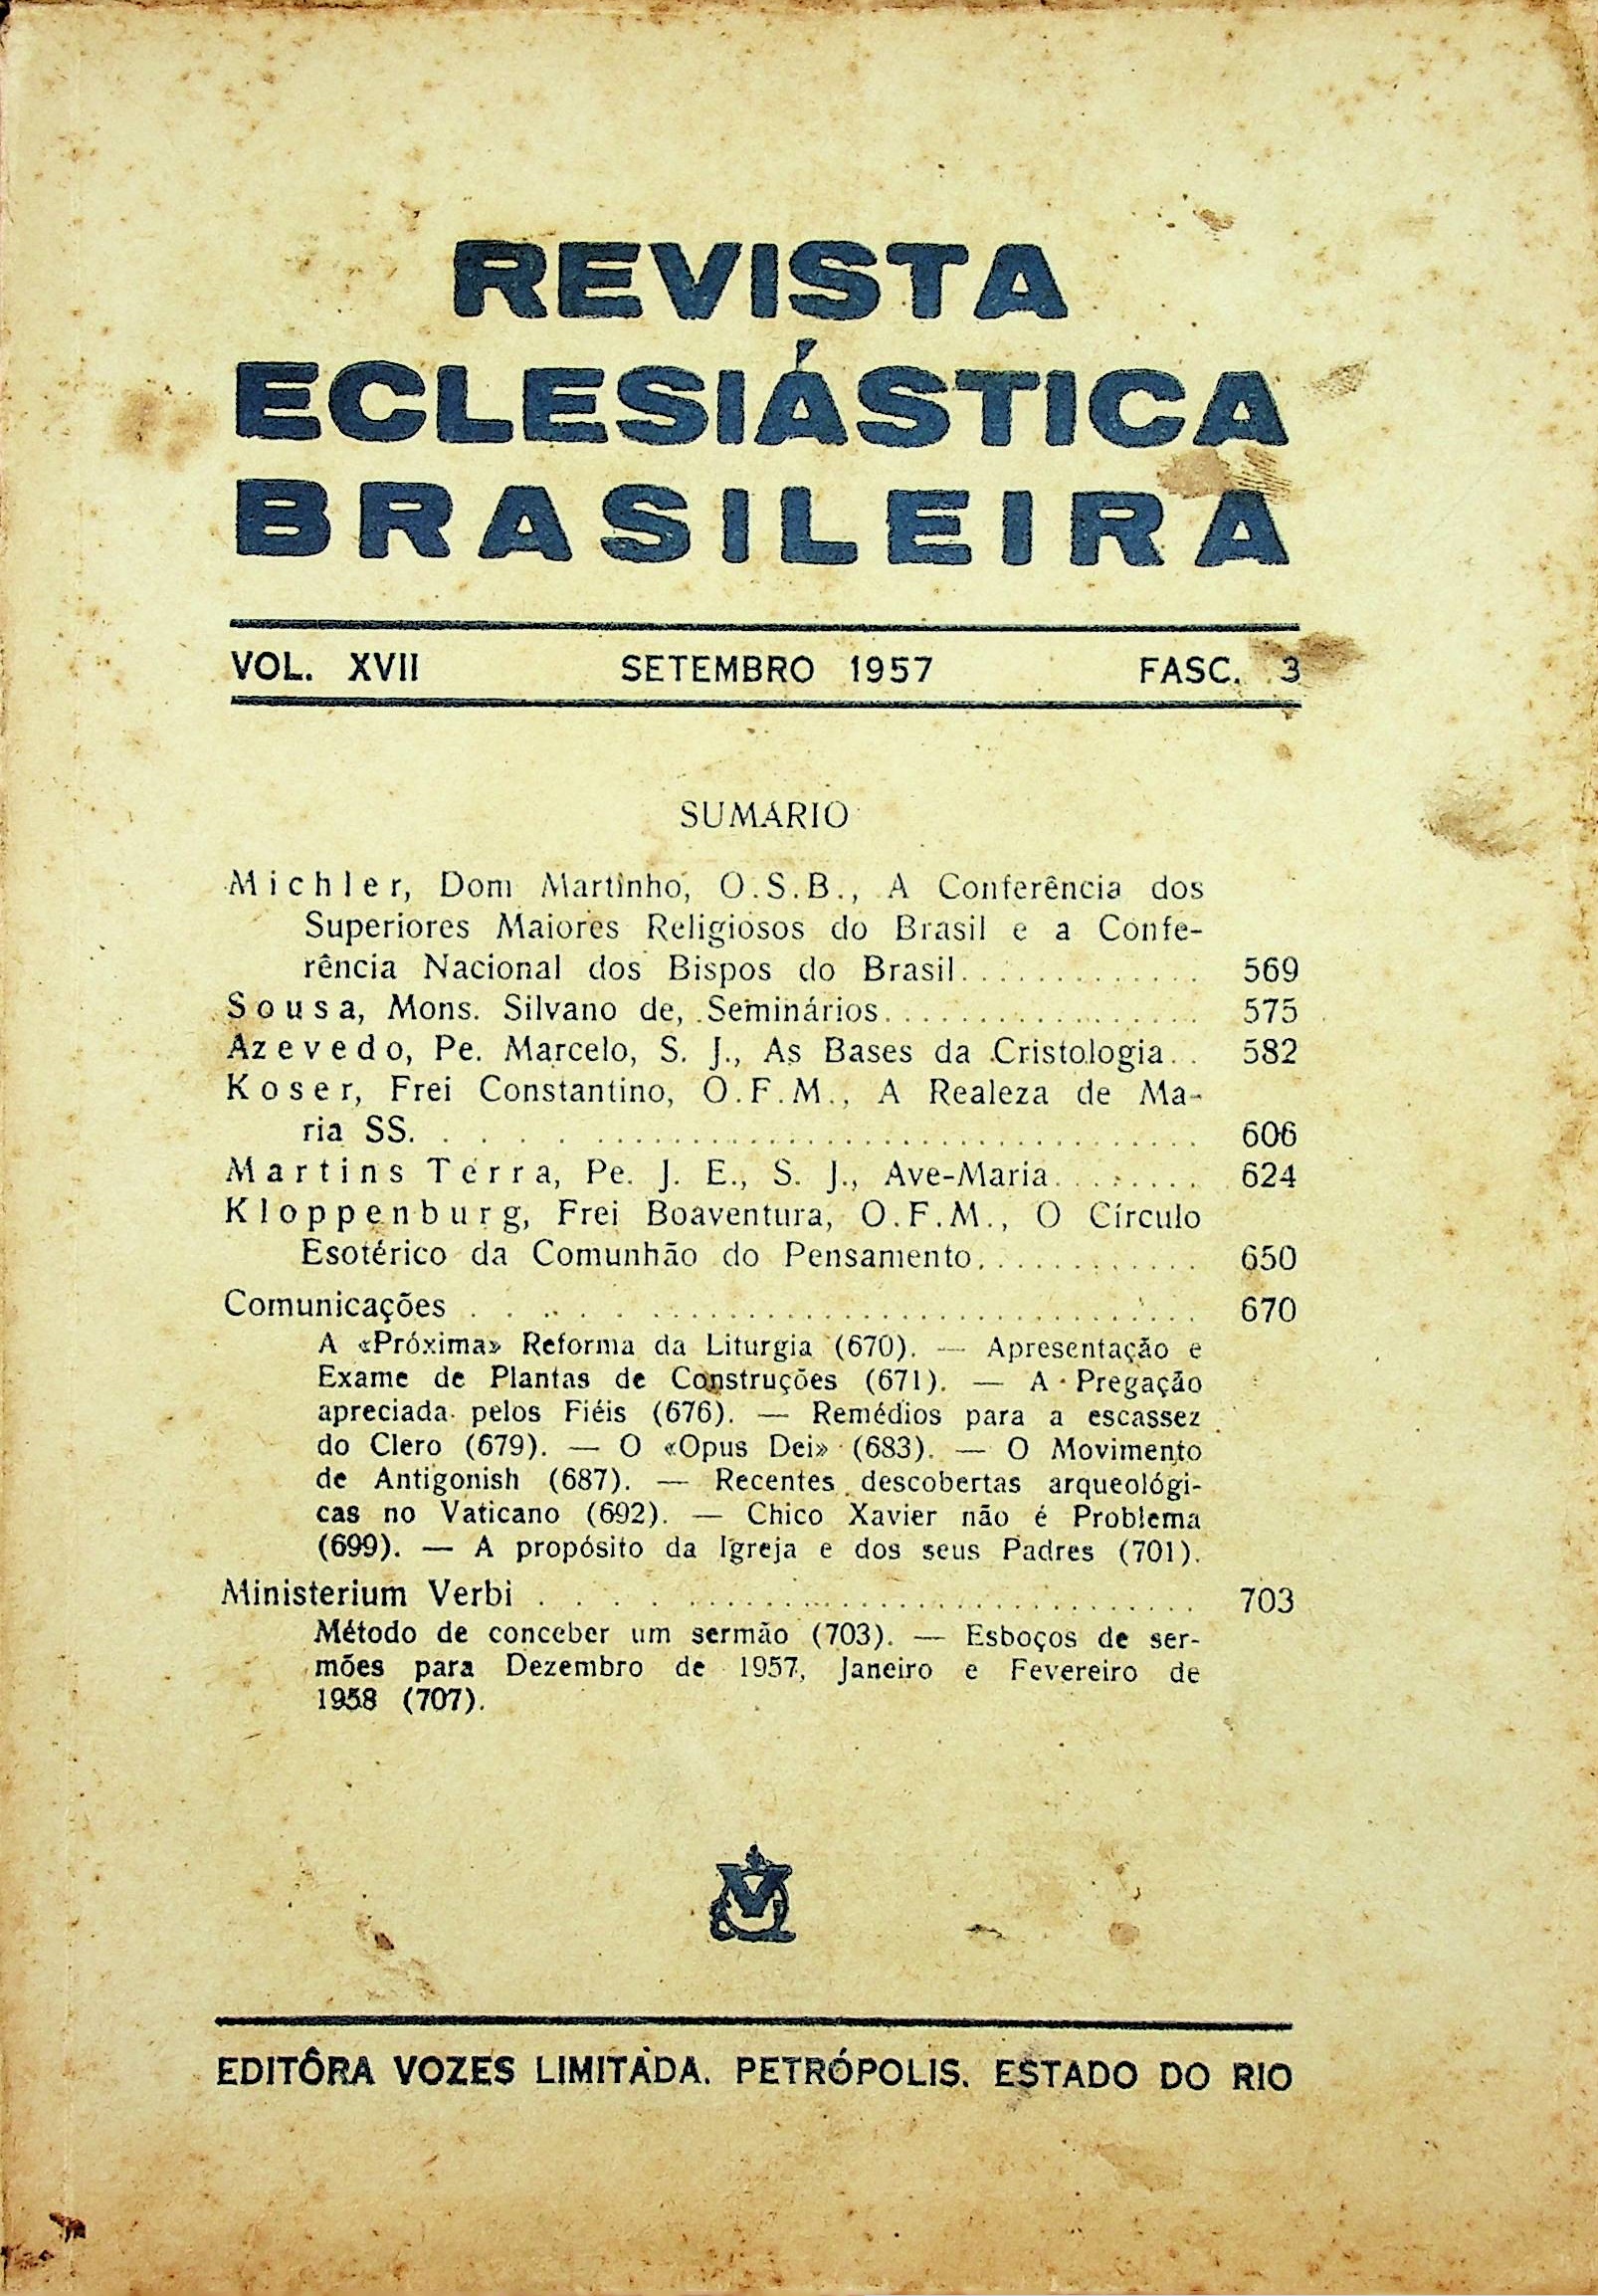 REVISTA
ECLESIÁSTICA
BRASILEIRA
VOL. XVII SETEMBRO 1957 FASC. 3
SUMÁRIO
Michler, Dom Martinho, O.S.B., A Conferência dos
Superiores Maiores Religiosos do Brasil e a Confe-
rência Nacional dos Bispos do Brasil............. 569
Sousa, Mons. Silvano de, Seminários................. 575
Azevedo, Pe. Marcelo, S. J., As Bases da Cristologia.. 582
Koser, Frei Constantino, O.F.M., A Realeza de Ma-
ria SS. . . . . ............................... 606
Martins Terra, Pe. J. E., S. J., Ave-Maria........ 624
Kloppenburg, Frei Boaventura, O.F.M., O Círculo
Esotérico da Comunhão do Pensamento............ 650
Comunicações . . . . . ............................. 670
A «Próxima» Reforma da Liturgia (670). — Apresentação e
Exame de Plantas de Construções (671). — A Pregação
apreciada pelos Fiéis (676). — Remédios para a escassez
do Clero (679). — O «Opus Dei» (683). — O Movimento
de Antigonish (687). — Recentes descobertas arqueológi-
cas no Vaticano (692). — Chico Xavier não é Problema
(699). — A propósito da Igreja e dos seus Padres (701).
Ministerium Verbi . . . . ........................... 703
Método de conceber um sermão (703). — Esboços de ser-
mões para Dezembro de 1957, Janeiro e Fevereiro de
1958 (707).
EDITÔRA VOZES LIMITADA. PETRÓPOLIS. ESTADO DO RIO